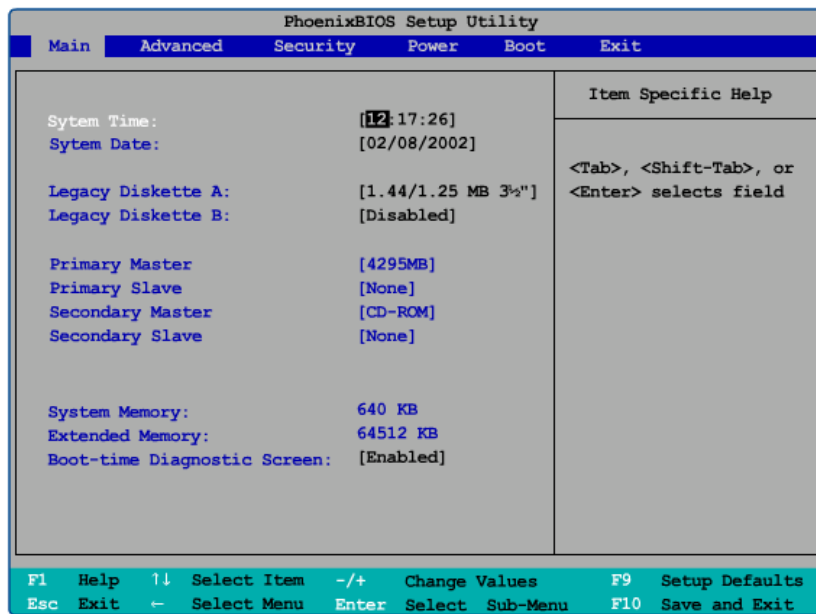 PhoenixBIOS Setup Utility
Main Advanced Security Power Boot Exit
Item Specific Help
Sytem Time: [12:17:26]
Sytem Date: [02/08/2002]
<Tab>, <Shift-Tab>, or
<Enter> selects field
Legacy Diskette A: [1.44/1.25 MB 3½"]
Legacy Diskette B: [Disabled]
Primary Master [4295MB]
Primary Slave [None]
Secondary Master [CD-ROM]
Secondary Slave [None]
System Memory: 640 KB
Extended Memory: 64512 KB
Boot-time Diagnostic Screen: [Enabled]
F1 Help ↑↓ Select Item -/+ Change Values F9 Setup Defaults
Esc Exit ← Select Menu Enter Select Sub-Menu F10 Save and Exit